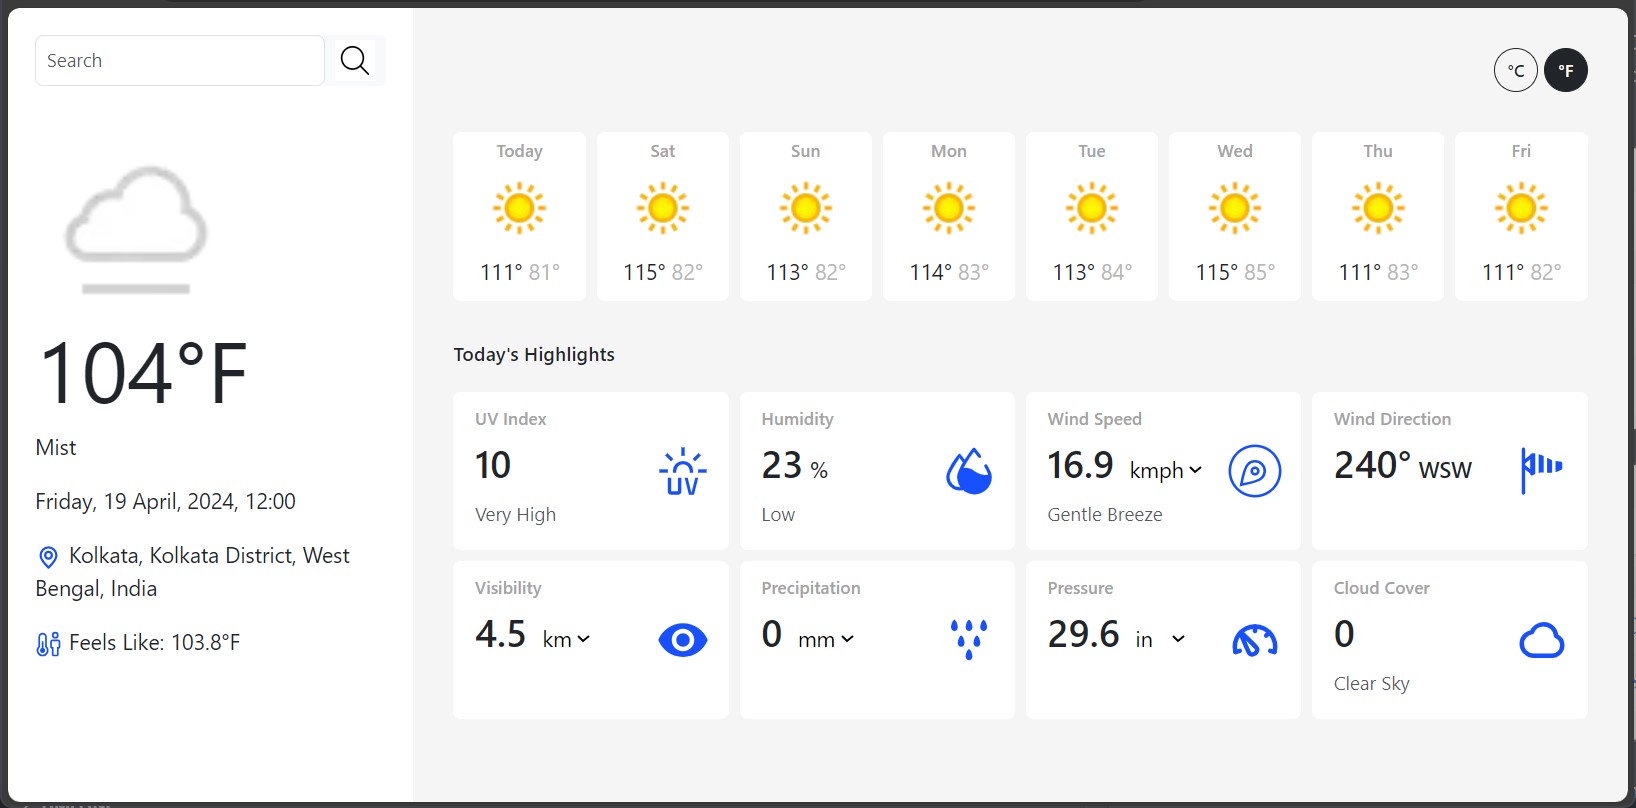 Search
°C °F
Today Sat Sun Mon Tue Wed Thu Fri
111° 81° 115° 82° 113° 82° 114° 83° 113° 84° 115° 85° 111° 83° 111° 82°
104°F
Mist
Friday, 19 April, 2024, 12:00
Kolkata, Kolkata District, West
Bengal, India
Feels Like: 103.8°F
Today's Highlights
UV Index
10
UV
Very High
Humidity
23 %
Low
Wind Speed
16.9 kmph
Gentle Breeze
Wind Direction
240° WSW
Visibility
4.5 km
Precipitation
0 mm
Pressure
29.6 in
Cloud Cover
0
Clear Sky